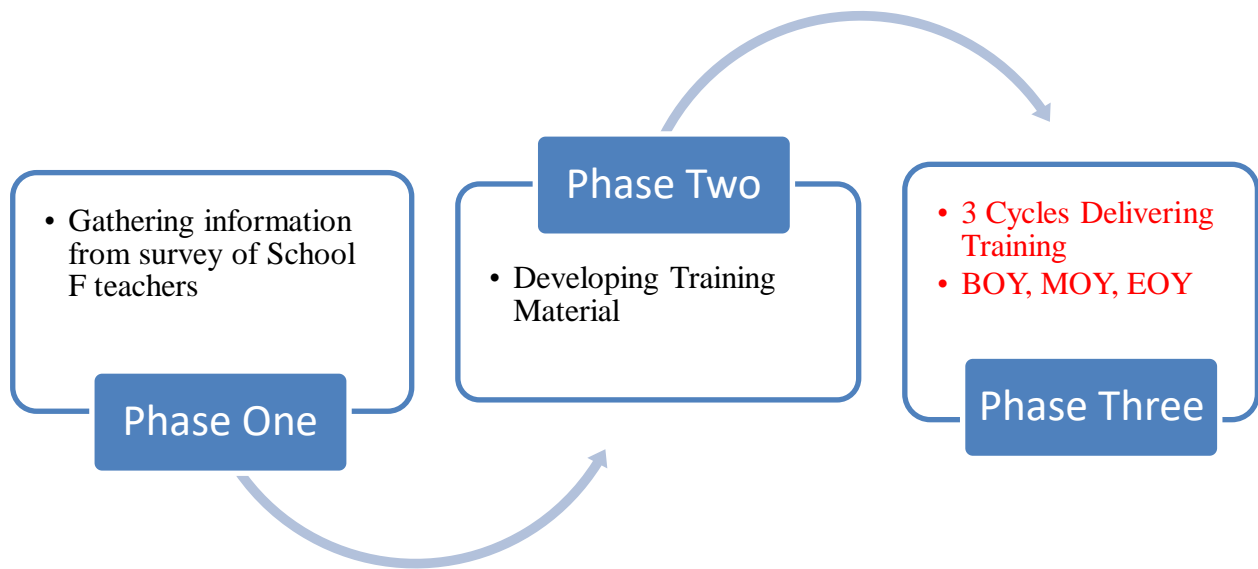 • Gathering information
from survey of School
F teachers
Phase One
Phase Two
• Developing Training
Material
• 3 Cycles Delivering
Training
• BOY, MOY, EOY
Phase Three